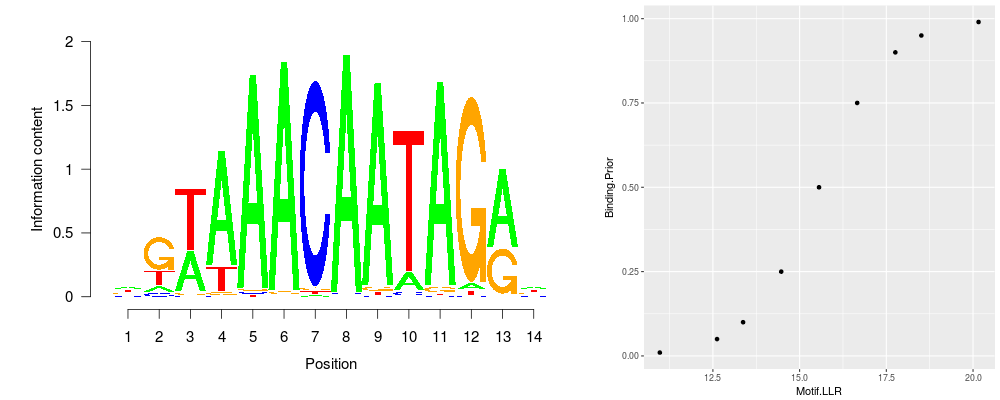 2
1.5
1
0.5
0
Information content
G
T
A
T
A
A
T
A
A
C
A
A
T
A
A
G
A
G
1 2 3 4 5 6 7 8 9 10 11 12 13 14
Position
1.00
0.75
0.50
0.25
0.00
Binding.Prior
12.5 15.0 17.5 20.0
Motif.LLR